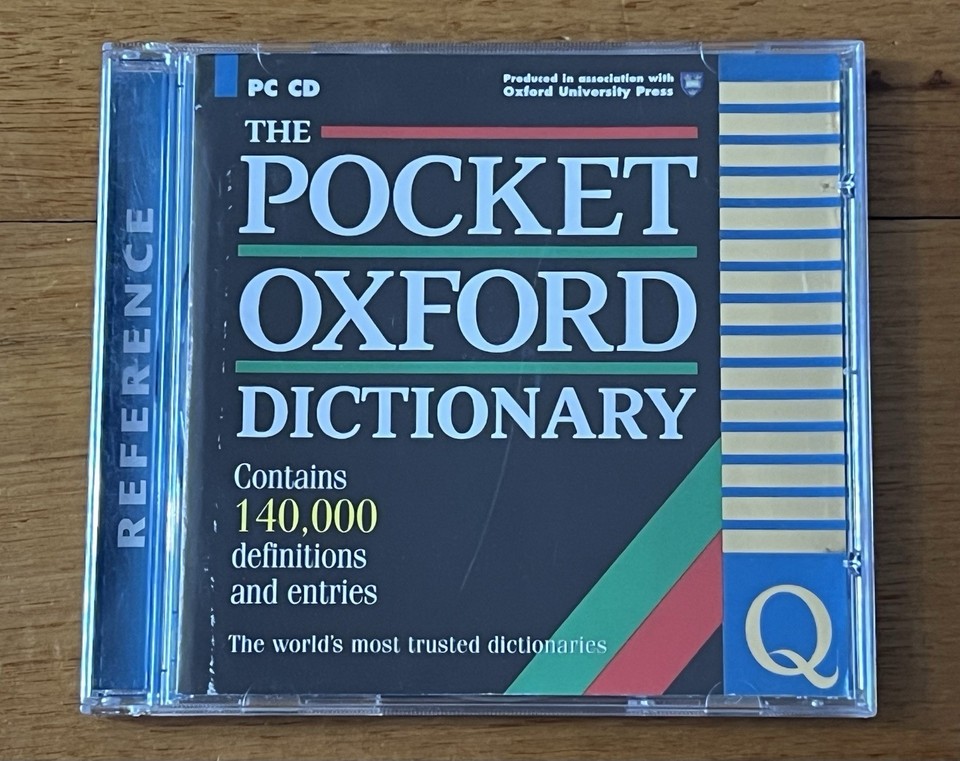 REFERENCE
PC CD
Produced in association with
Oxford University Press
THE
POCKET
OXFORD
DICTIONARY
Contains
140,000
definitions
and entries
The world's most trusted dictionaries
Q